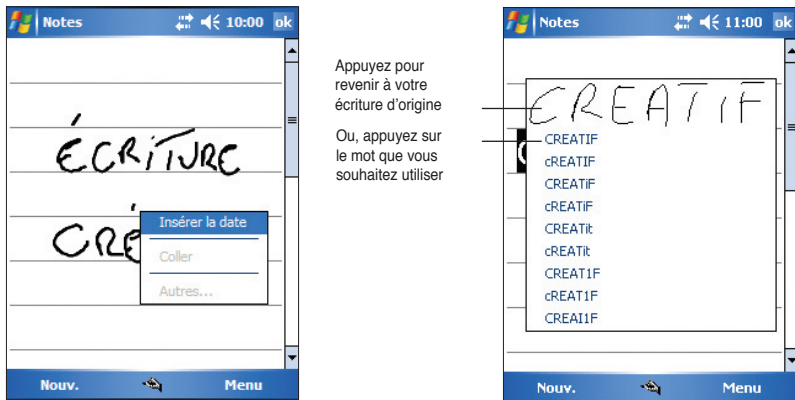 Notes 10:00 ok
ÉCRITURE
CRÉ
Insérer la date
Coller
Autres...
Nouv. Menu
Appuyez pour
revenir à votre
écriture d'origine
Ou, appuyez sur
le mot que vous
souhaitez utiliser
Notes 11:00 ok
CREATIF
CREATIF
cREATIF
CREATiF
cREATiF
CREATit
cREATit
CREAT1F
cREAT1F
CREAI1F
Nouv. Menu